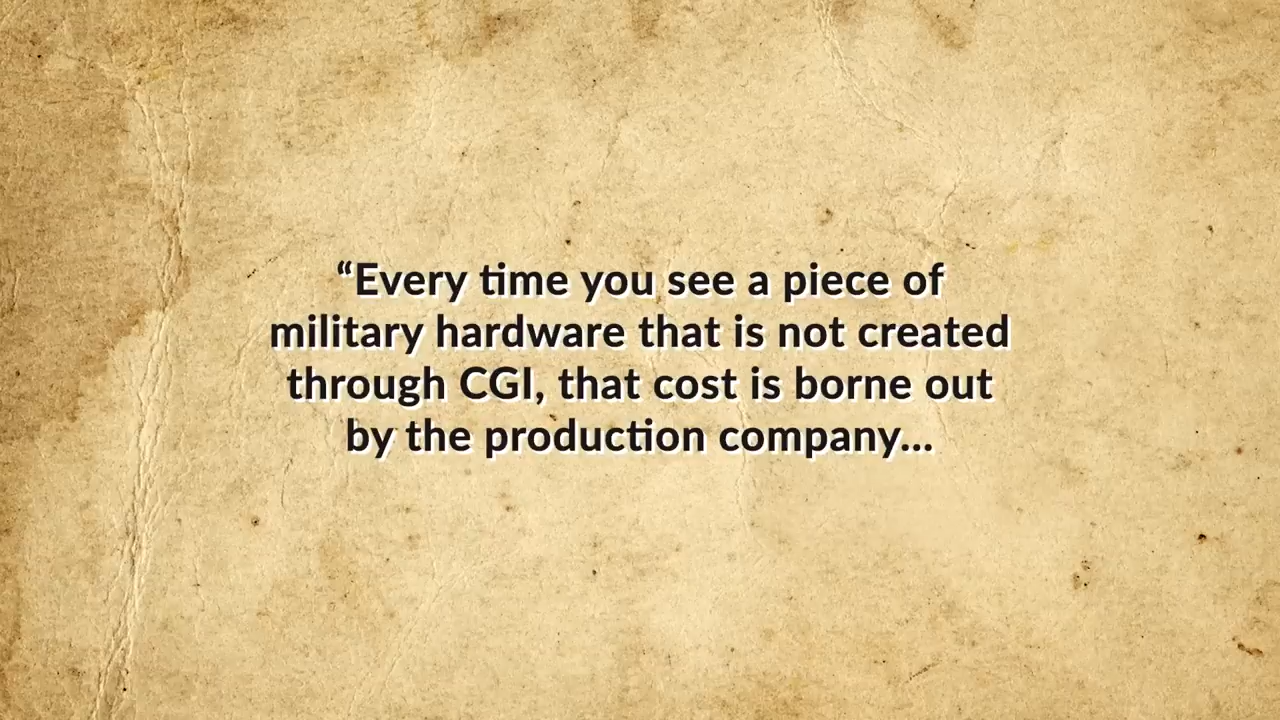 “Every time you see a piece of
military hardware that is not created
through CGI, that cost is borne out
by the production company...